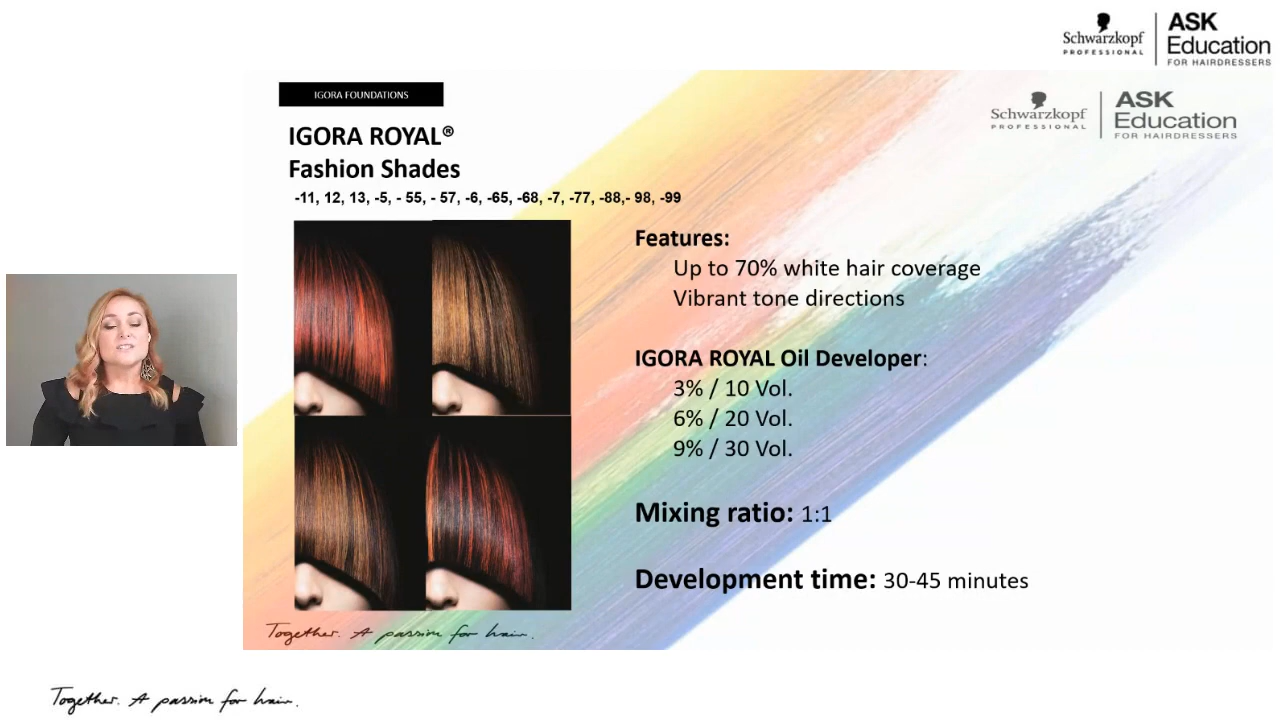 Schwarzkopf
PROFESSIONAL
ASK
Education
FOR HAIRDRESSERS
IGORA FOUNDATIONS
Schwarzkopf
PROFESSIONAL
ASK
Education
FOR HAIRDRESSERS
IGORA ROYAL®
Fashion Shades
-11, 12, 13, -5, - 55, - 57, -6, -65, -68, -7, -77, -88,- 98, -99
Features:
Up to 70% white hair coverage
Vibrant tone directions
IGORA ROYAL Oil Developer:
3% / 10 Vol.
6% / 20 Vol.
9% / 30 Vol.
Mixing ratio: 1:1
Development time: 30-45 minutes
Together. A passion for hair.
Together. A passion for hair.